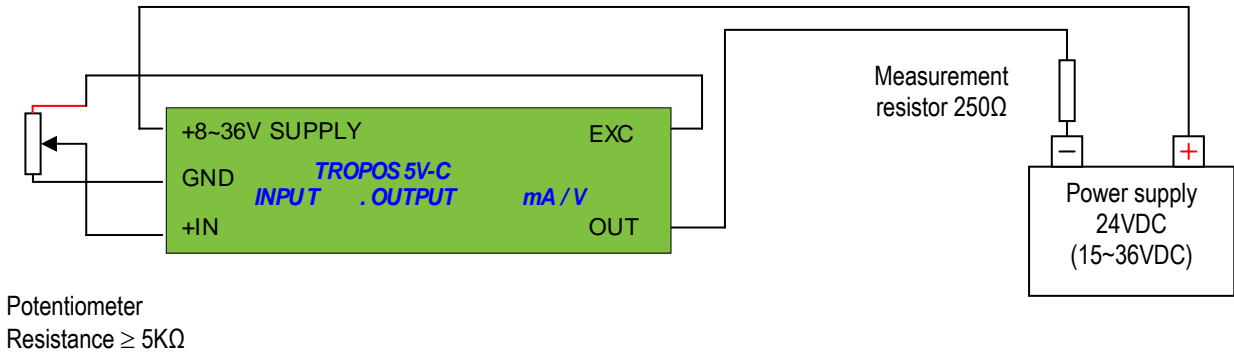 Measurement
resistor 250Ω
+8~36V SUPPLY
EXC
GND
TROPOS 5V-C
INPUT . OUTPUT mA / V
+IN
OUT
− +
Power supply
24VDC
(15~36VDC)
Potentiometer
Resistance ≥ 5KΩ